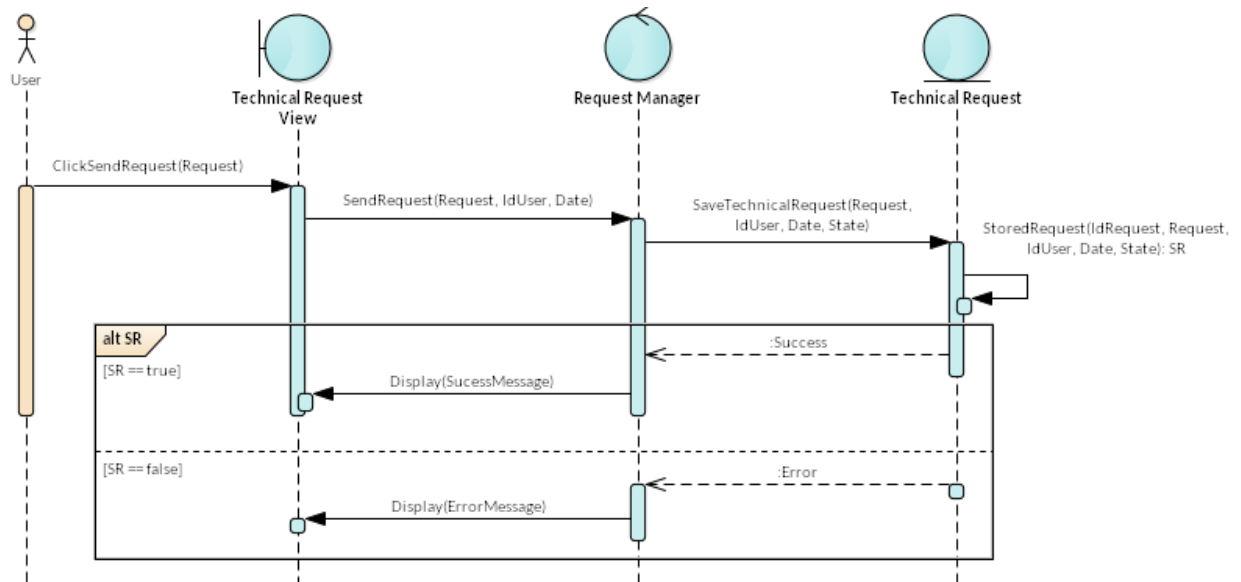 User
Technical Request
View
Request Manager
Technical Request
ClickSendRequest(Request)
SendRequest(Request, IdUser, Date)
SaveTechnicalRequest(Request,
IdUser, Date, State)
StoredRequest(IdRequest, Request,
IdUser, Date, State): SR
alt SR
[SR == true]
:Success
Display(SucessMessage)
[SR == false]
:Error
Display(ErrorMessage)